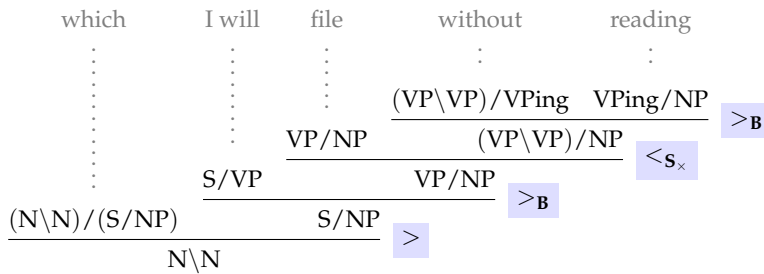 which I will file without reading
(VP\VP)/VPing VPing/NP >B
VP/NP (VP\VP)/NP <S×
S/VP VP/NP >B
(N\N)/(S/NP) S/NP >
N\N